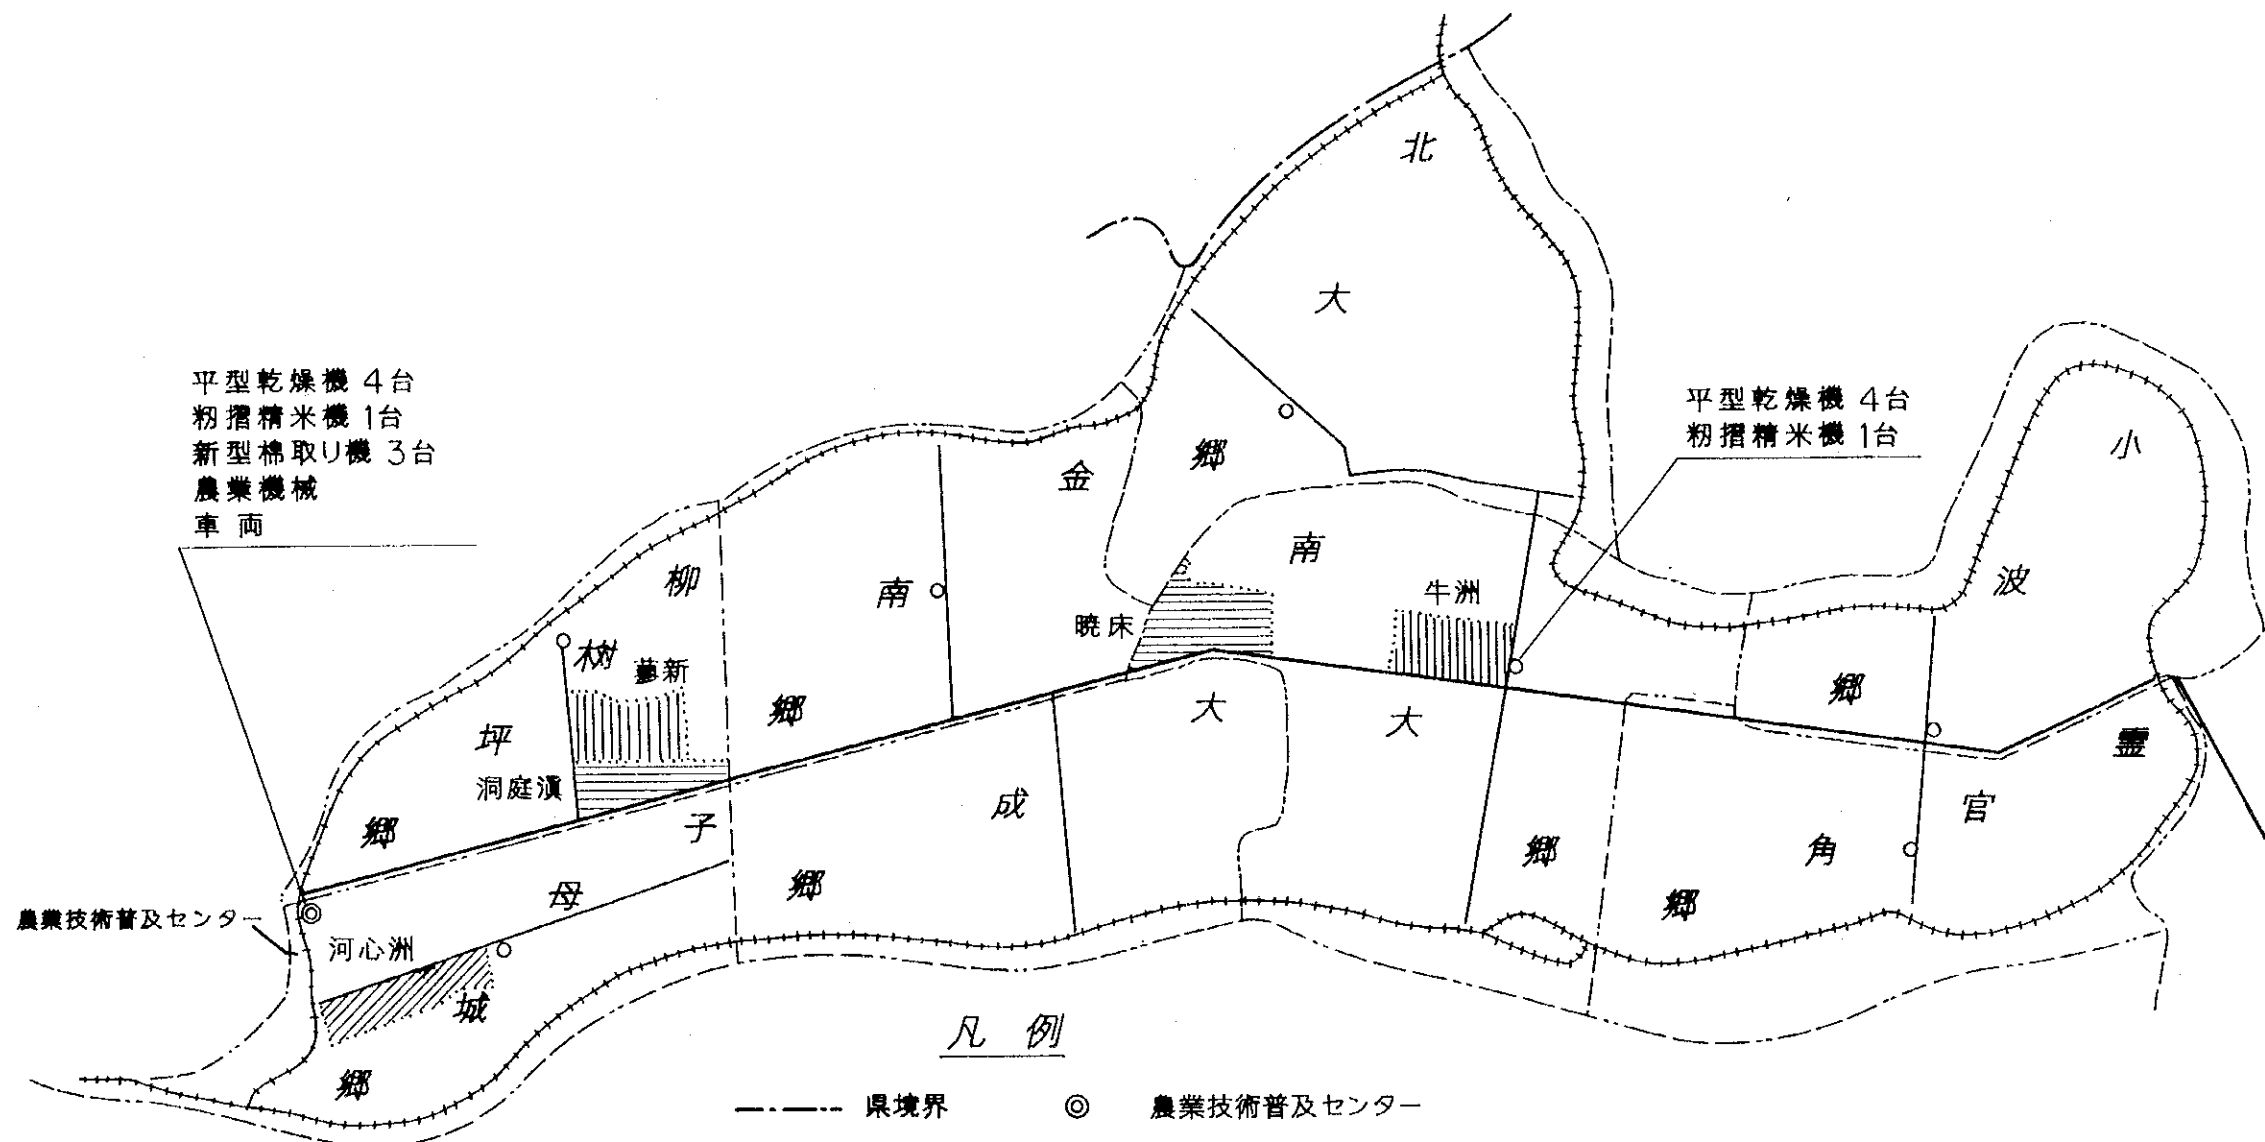 北
大
郷
平型乾燥機 4台
籾摺精米機 1台
新型棉取り機 3台
農業機械
車両
平型乾燥機 4台
籾摺精米機 1台
小
波
郷
金
南
郷
南
大
郷
牛洲
暁床
柳
樹
坪
郷
新
洞庭
子
母
城
郷
大
成
郷
霊
官
角
郷
農業技術普及センター
河心洲
凡例
県境界
◎ 農業技術普及センター